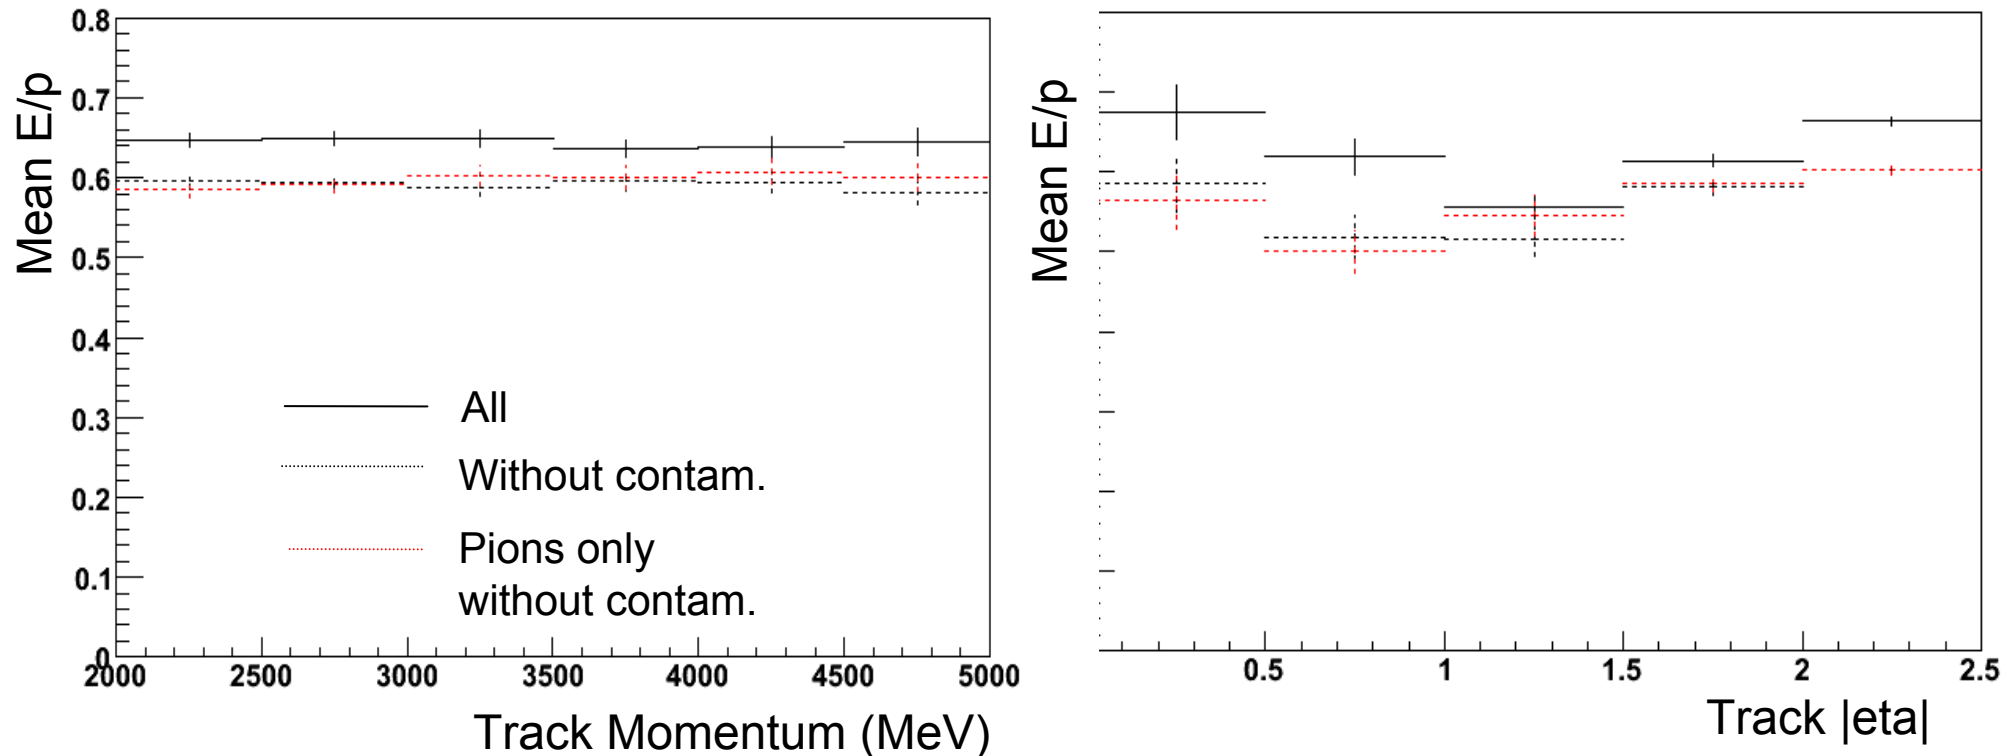 0.8
0.7
0.6
0.5
0.4
0.3
0.2
0.1
0
Mean E/p
All
Without contam.
Pions only
without contam.
2000 2500 3000 3500 4000 4500 5000
Track Momentum (MeV)
Mean E/p
0.5 1 1.5 2 2.5
Track |eta|